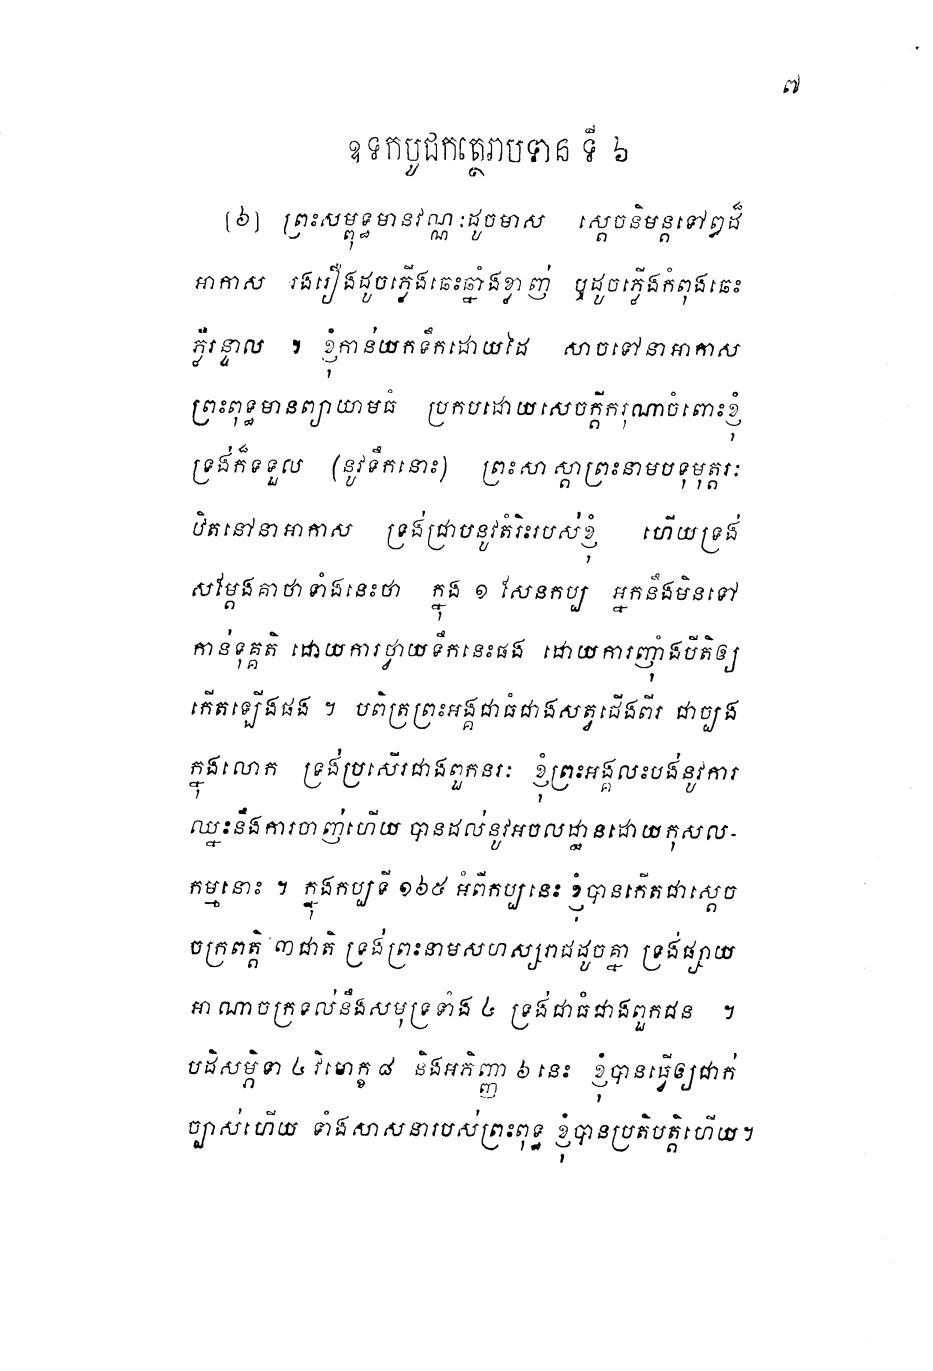 ៧
ឧទកបូជកត្ថេរាបទាន ទី ៦
[៦] ព្រះសម្ពុទ្ធមានវណ្ណៈដូចមាស ស្តេចនិមន្តទៅឰដ៏
អាកាស រុងរឿងដូចភ្លើងឆេះឆ្នាំងខ្វាញ់ ឬដូចភ្លើងកំពុងឆេះ
ភ្លឺរន្ទាល ។ ខ្ញុំកាន់យកទឹកដោយដៃ សាចទៅនាអាកាស
ព្រះពុទ្ធមានព្យាយាមធំ ប្រកបដោយសេចក្តីករុណាចំពោះខ្ញុំ
ទ្រង់ក៏ទទួល (នូវទឹកនោះ) ព្រះសាស្តាព្រះនាមបទុមុត្តរៈ
ឋិតនៅនាអាកាស ទ្រង់ជ្រាបនូវតំរិះរបស់ខ្ញុំ ហើយទ្រង់
សម្តែងគាថាទាំងនេះថា ក្នុង ១ សែនកប្ប អ្នកនឹងមិនទៅ
កាន់ទុគ្គតិ ដោយការថ្វាយទឹកនេះផង ដោយការញុំាងបីតិឲ្យ
កើតឡើងផង ។ បពិត្រព្រះអង្គជាធំជាងសត្វជើងពីរ ជាច្បង
ក្នុងលោក ទ្រង់ប្រសើរជាងពួកនរៈ ខ្ញុំព្រះអង្គលះបង់នូវការ
ឈ្នះនឹងការចាញ់ហើយ បានដល់នូវអចលដ្ឋានដោយកុសល-
កម្មនោះ ។ ក្នុងកប្បទី ១៦៥ អំពីកប្បនេះ ខ្ញុំបានកើតជាស្តេច
ចក្រពត្តិ ៣ជាតិ ទ្រង់ព្រះនាមសហស្សរាជដូចគ្នា ទ្រង់ផ្សាយ
អាណាចក្រទល់នឹងសមុទ្រទាំង ៤ ទ្រង់ជាធំជាងពួកជន ។
បដិសម្ភិទា ៤ វិមោក្ខ ៨ និងអភិញ្ញា ៦ នេះ ខ្ញុំបានធ្វើឲ្យជាក់
ច្បាស់ហើយ ទាំងសាសនារបស់ព្រះពុទ្ធ ខ្ញុំបានប្រតិបត្តិហើយ។